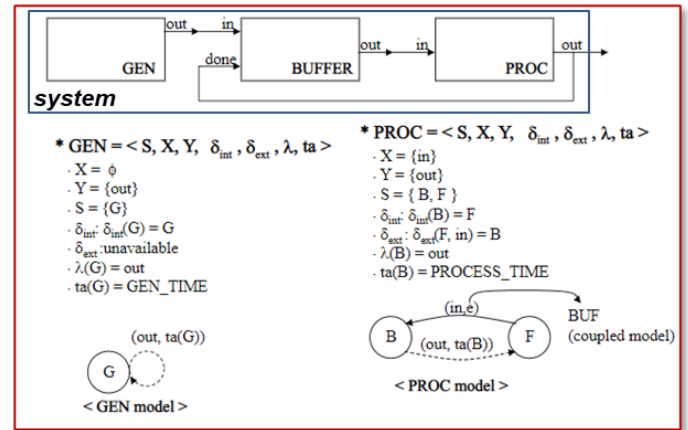 out in out in out
done
GEN BUFFER PROC
system
* GEN = < S, X, Y, δint , δext , λ, ta >
· X = ϕ
· Y = {out}
· S = {G}
· δint: δint(G) = G
· δext :unavailable
· λ(G) = out
· ta(G) = GEN_TIME
(out, ta(G))
G
< GEN model >
* PROC = < S, X, Y, δint , δext , λ, ta >
· X = {in}
· Y = {out}
· S = { B, F }
· δint: δint(B) = F
· δext : δext(F, in) = B
· λ(B) = out
· ta(B) = PROCESS_TIME
(in,e)
B F
(out, ta(B))
BUF
(coupled model)
< PROC model >